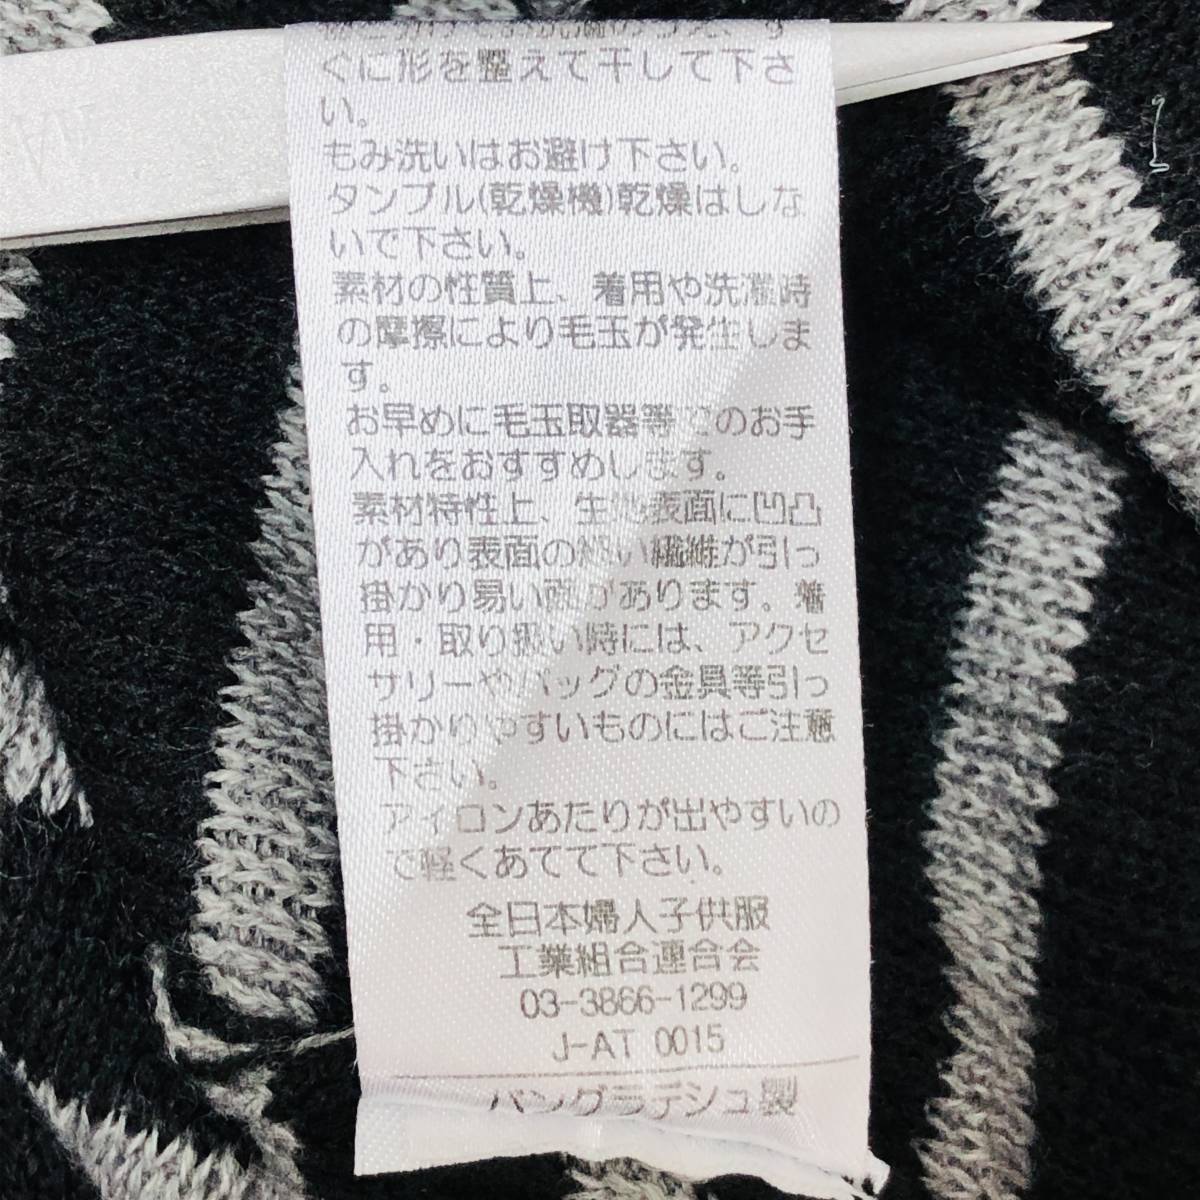 ぐに形を整えて干して下さ
い。
もみ洗いはお避け下さい。
タンブル(乾燥機)乾燥はしな
いで下さい。
素材の性質上、着用や洗濯時
の摩擦により毛玉が発生しま
す。
お早めに毛玉取器等でのお手
入れをおすすめします。
素材特性上、生地表面に凹凸
があり表面の緩い繊維が引っ
掛かり易い面があります。着
用・取り扱い時には、アクセ
サリーやバッグの金具等引っ
掛かりやすいものにはご注意
下さい。
アイロンあたりが出やすいの
で軽くあてて下さい。
全日本婦人子供服
工業組合連合会
03-3866-1299
J-AT 0015
バングラデシュ製